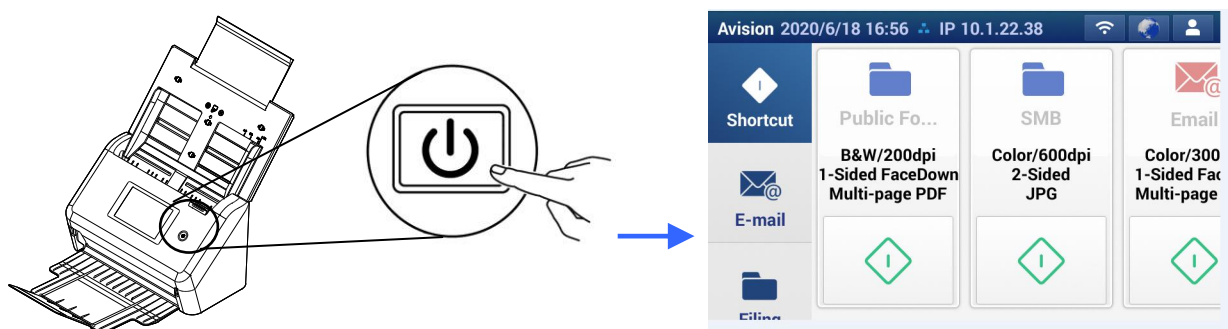 Avision 2020/6/18 16:56 IP 10.1.22.38
Shortcut
E-mail
Filing
Public Fo...
B&W/200dpi
1-Sided FaceDown
Multi-page PDF
SMB
Color/600dpi
2-Sided
JPG
Email
Color/300
1-Sided Fac
Multi-page